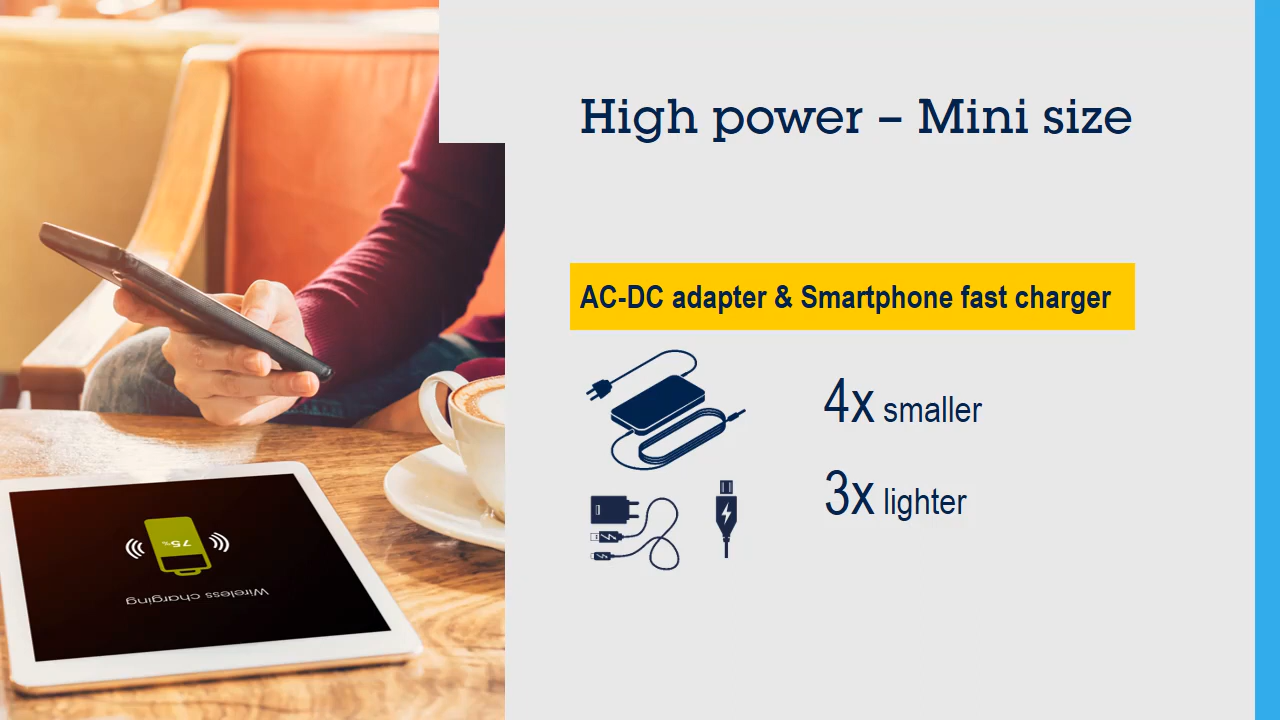 High power – Mini size
AC-DC adapter & Smartphone fast charger
4x smaller
3x lighter
75%
Wireless charging